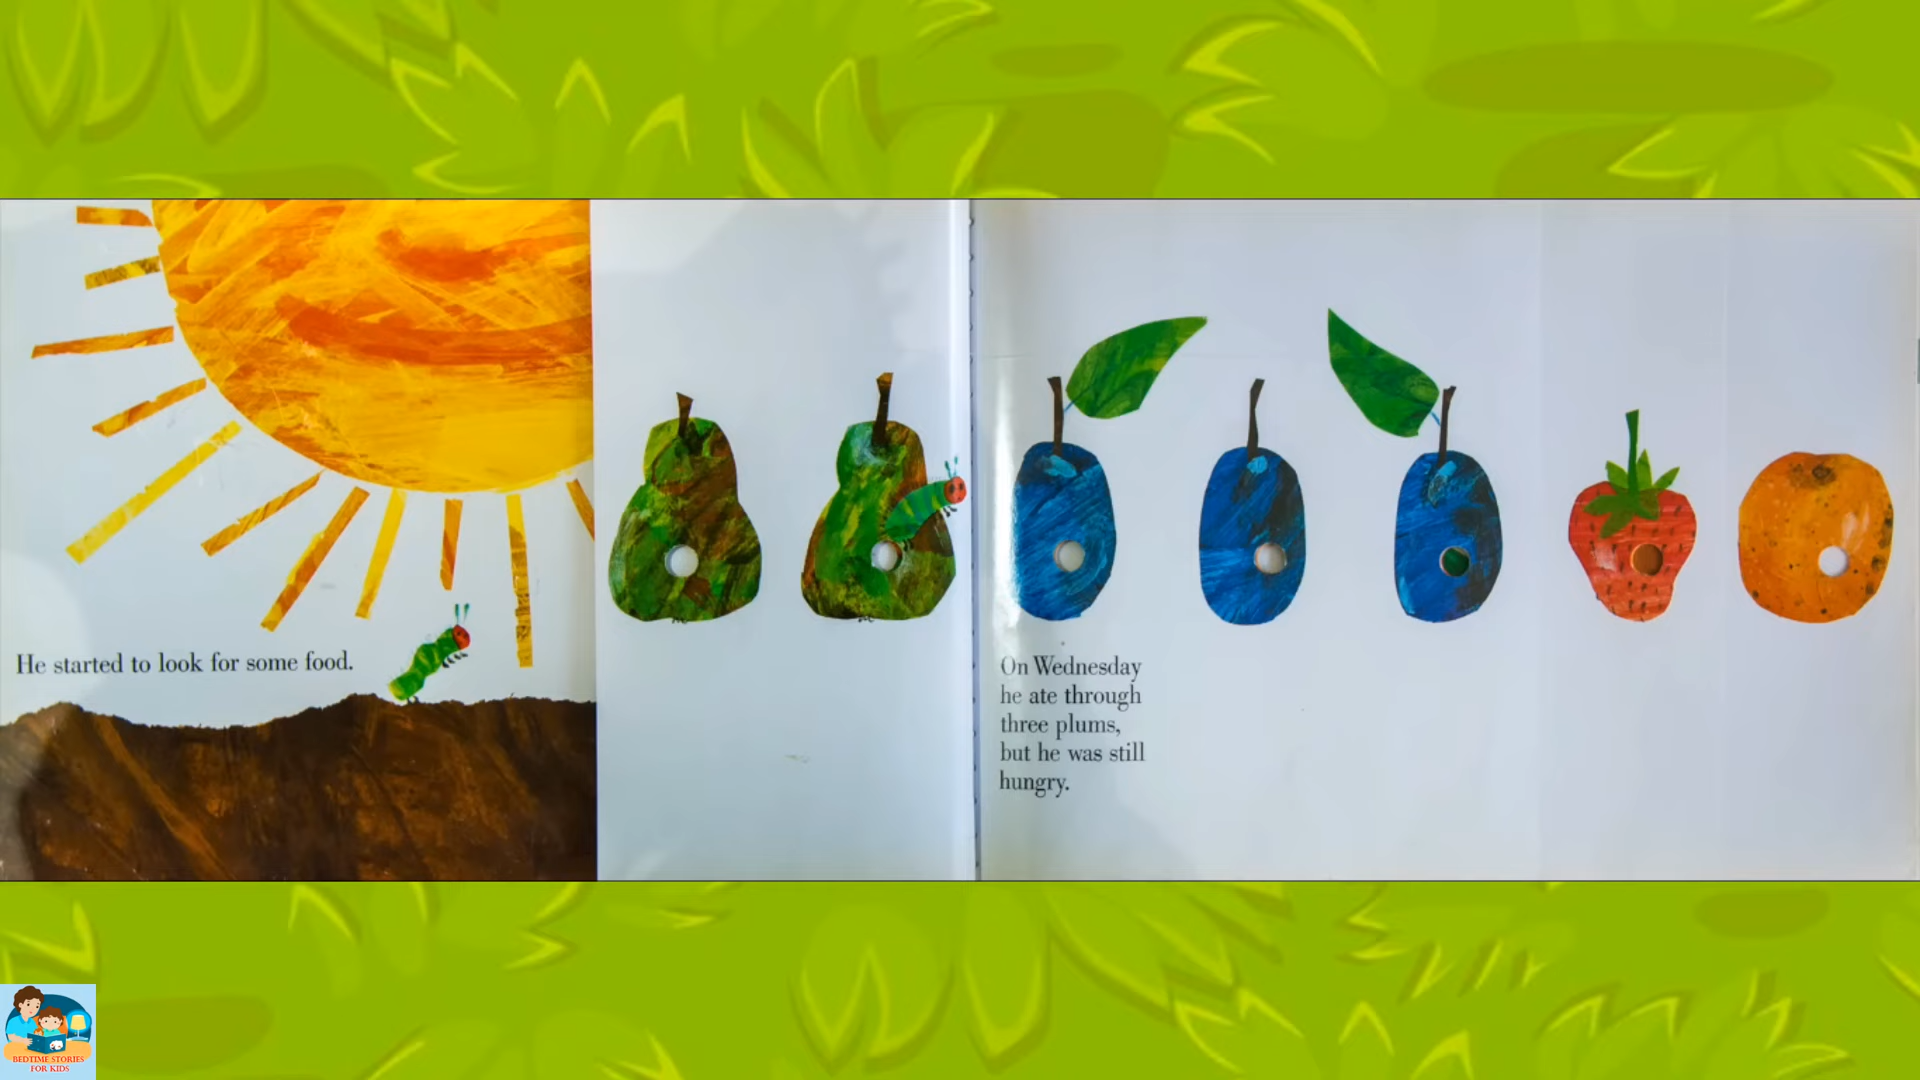 He started to look for some food.
On Wednesday
he ate through
three plums,
but he was still
hungry.
BEDTIME STORIES
FOR KIDS